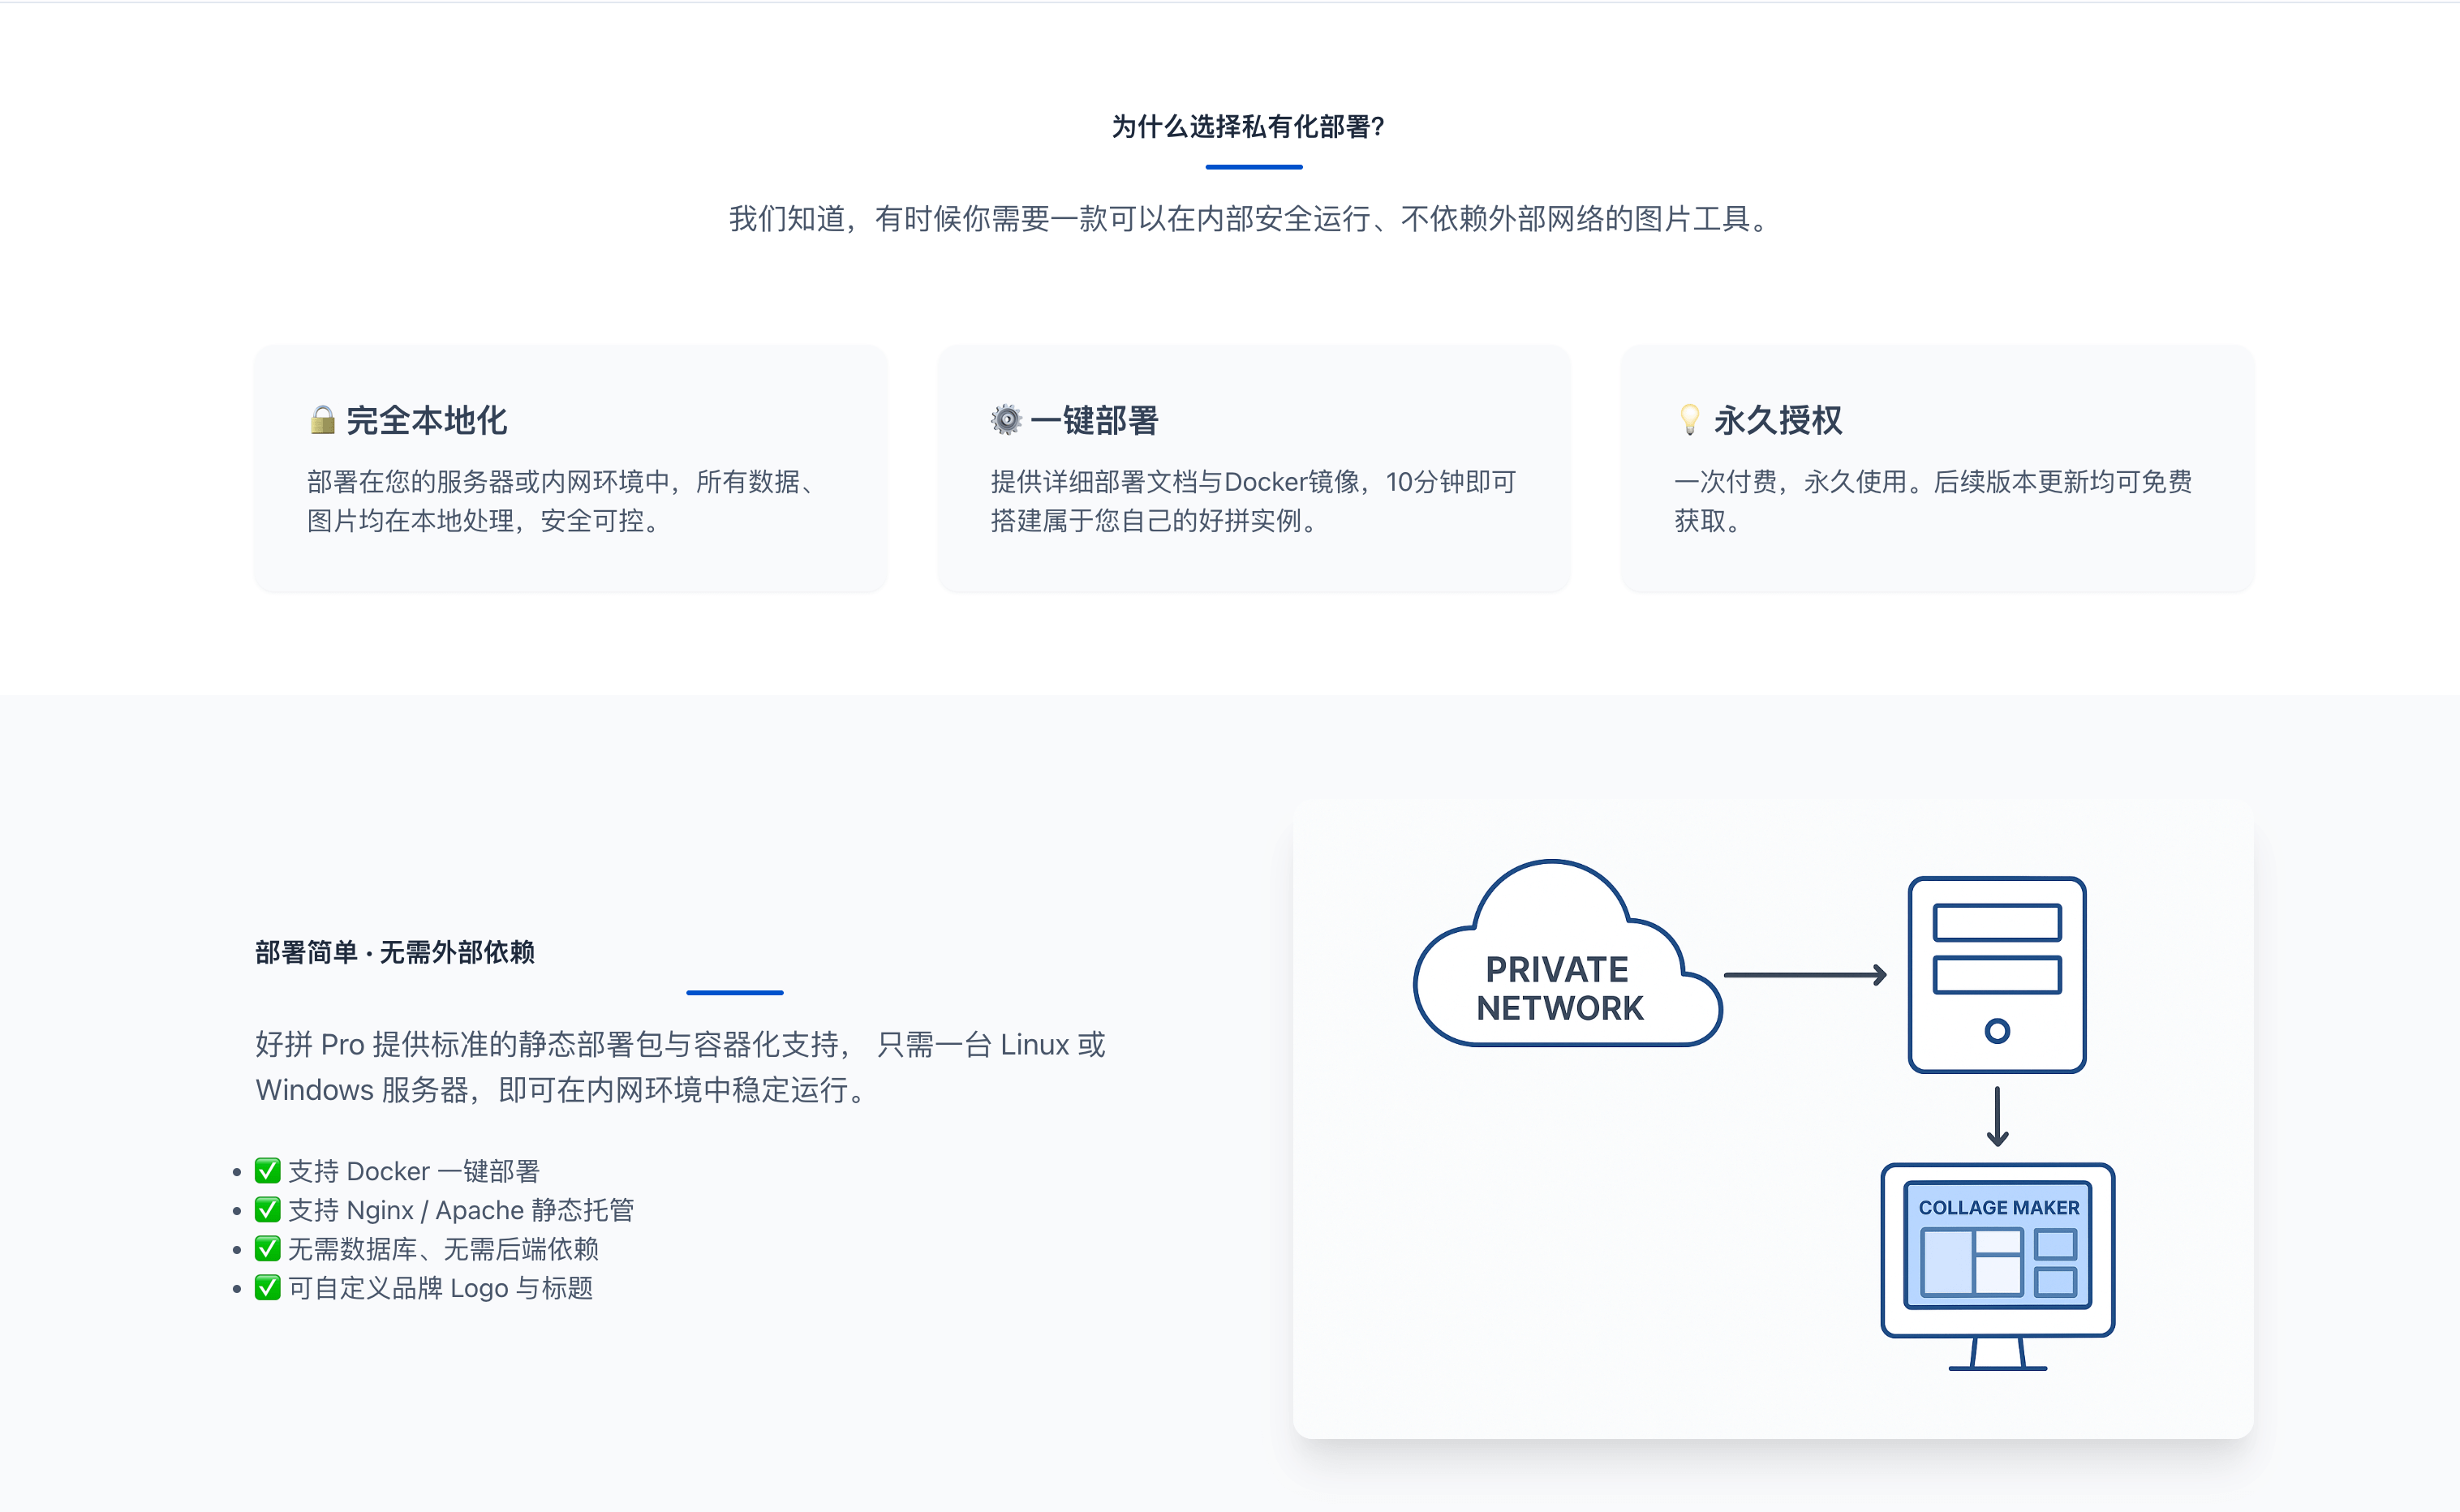 为什么选择私有化部署?
我们知道，有时候你需要一款可以在内部安全运行、不依赖外部网络的图片工具。
🔒 完全本地化
部署在您的服务器或内网环境中，所有数据、
图片均在本地处理，安全可控。
⚙️ 一键部署
提供详细部署文档与Docker镜像，10分钟即可
搭建属于您自己的好拼实例。
💡 永久授权
一次付费，永久使用。后续版本更新均可免费
获取。
部署简单 · 无需外部依赖
好拼 Pro 提供标准的静态部署包与容器化支持， 只需一台 Linux 或
Windows 服务器，即可在内网环境中稳定运行。
• ✅ 支持 Docker 一键部署
• ✅ 支持 Nginx / Apache 静态托管
• ✅ 无需数据库、无需后端依赖
• ✅ 可自定义品牌 Logo 与标题
PRIVATE
NETWORK
COLLAGE MAKER